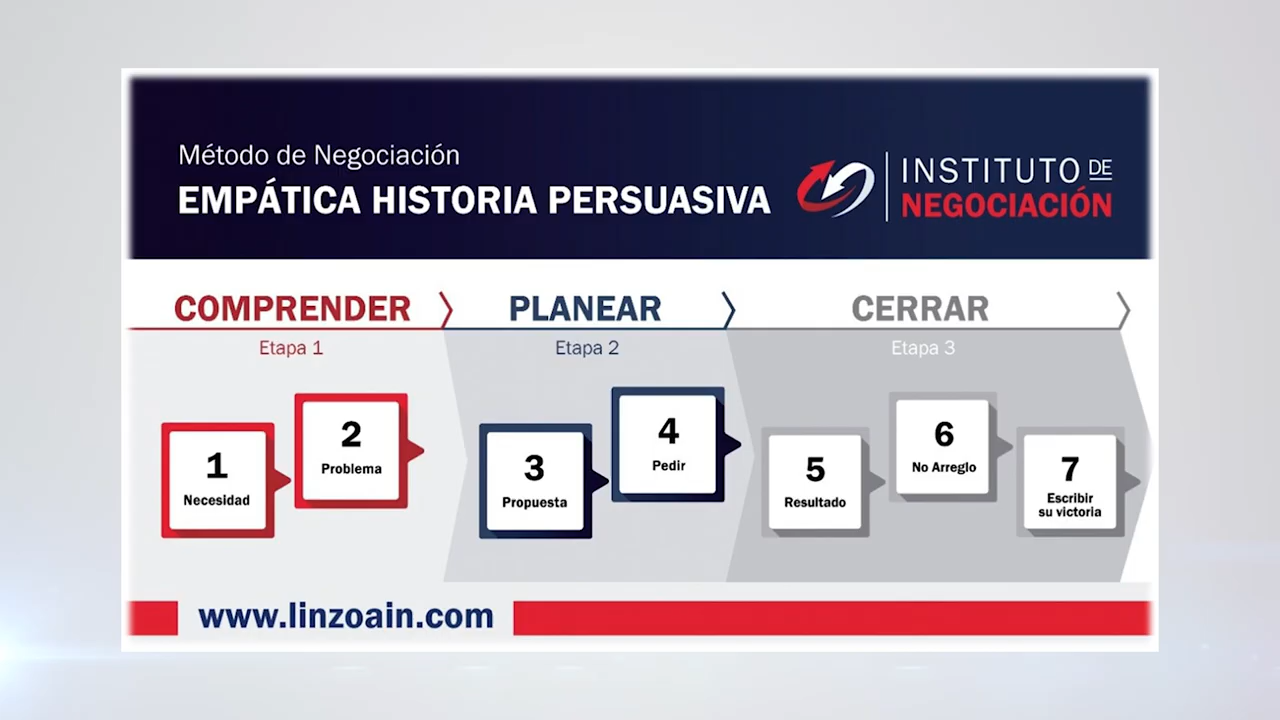 Método de Negociación
EMPÁTICA HISTORIA PERSUASIVA
INSTITUTO DE
NEGOCIACIÓN
COMPRENDER
Etapa 1
PLANEAR
Etapa 2
CERRAR
Etapa 3
1
Necesidad
2
Problema
3
Propuesta
4
Pedir
5
Resultado
6
No Arreglo
7
Escribir
su victoria
www.linzoain.com